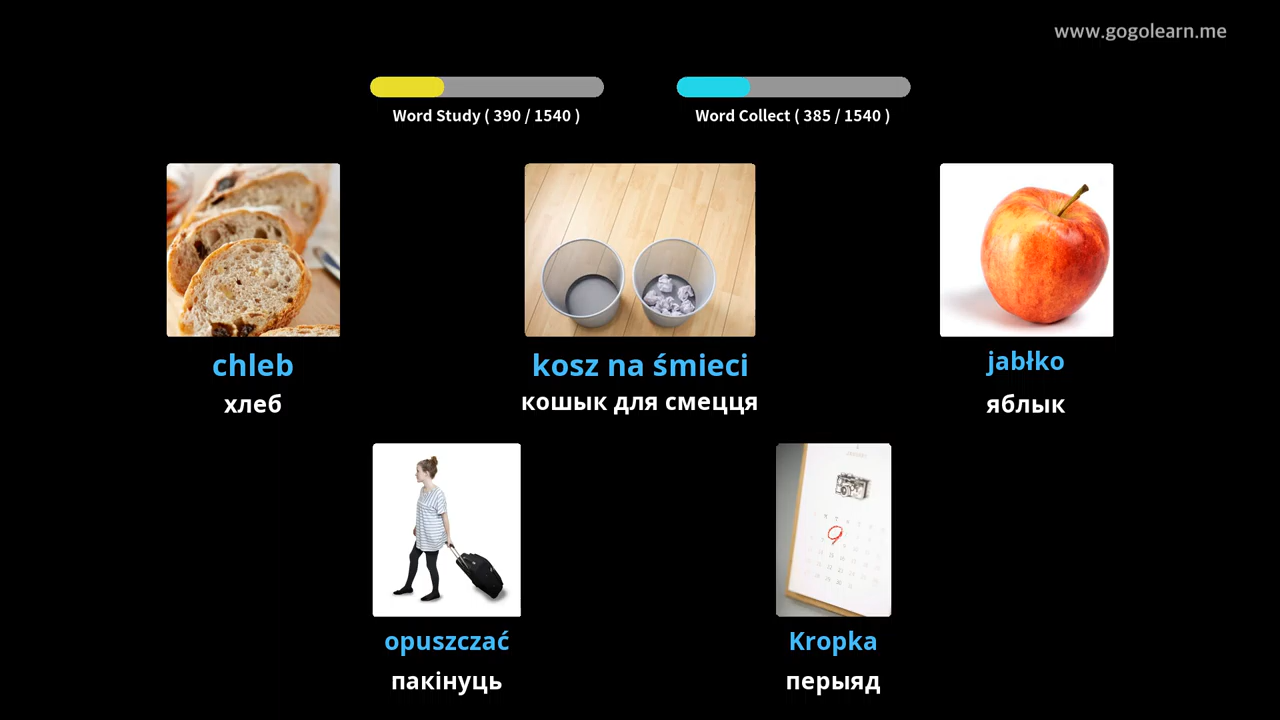 www.gogolearn.me
Word Study ( 390 / 1540 )
Word Collect ( 385 / 1540 )
chleb
kosz na śmieci
jabłko
хлеб
кошык для смецця
яблык
opuszczać
Kropka
пакінуць
перыяд